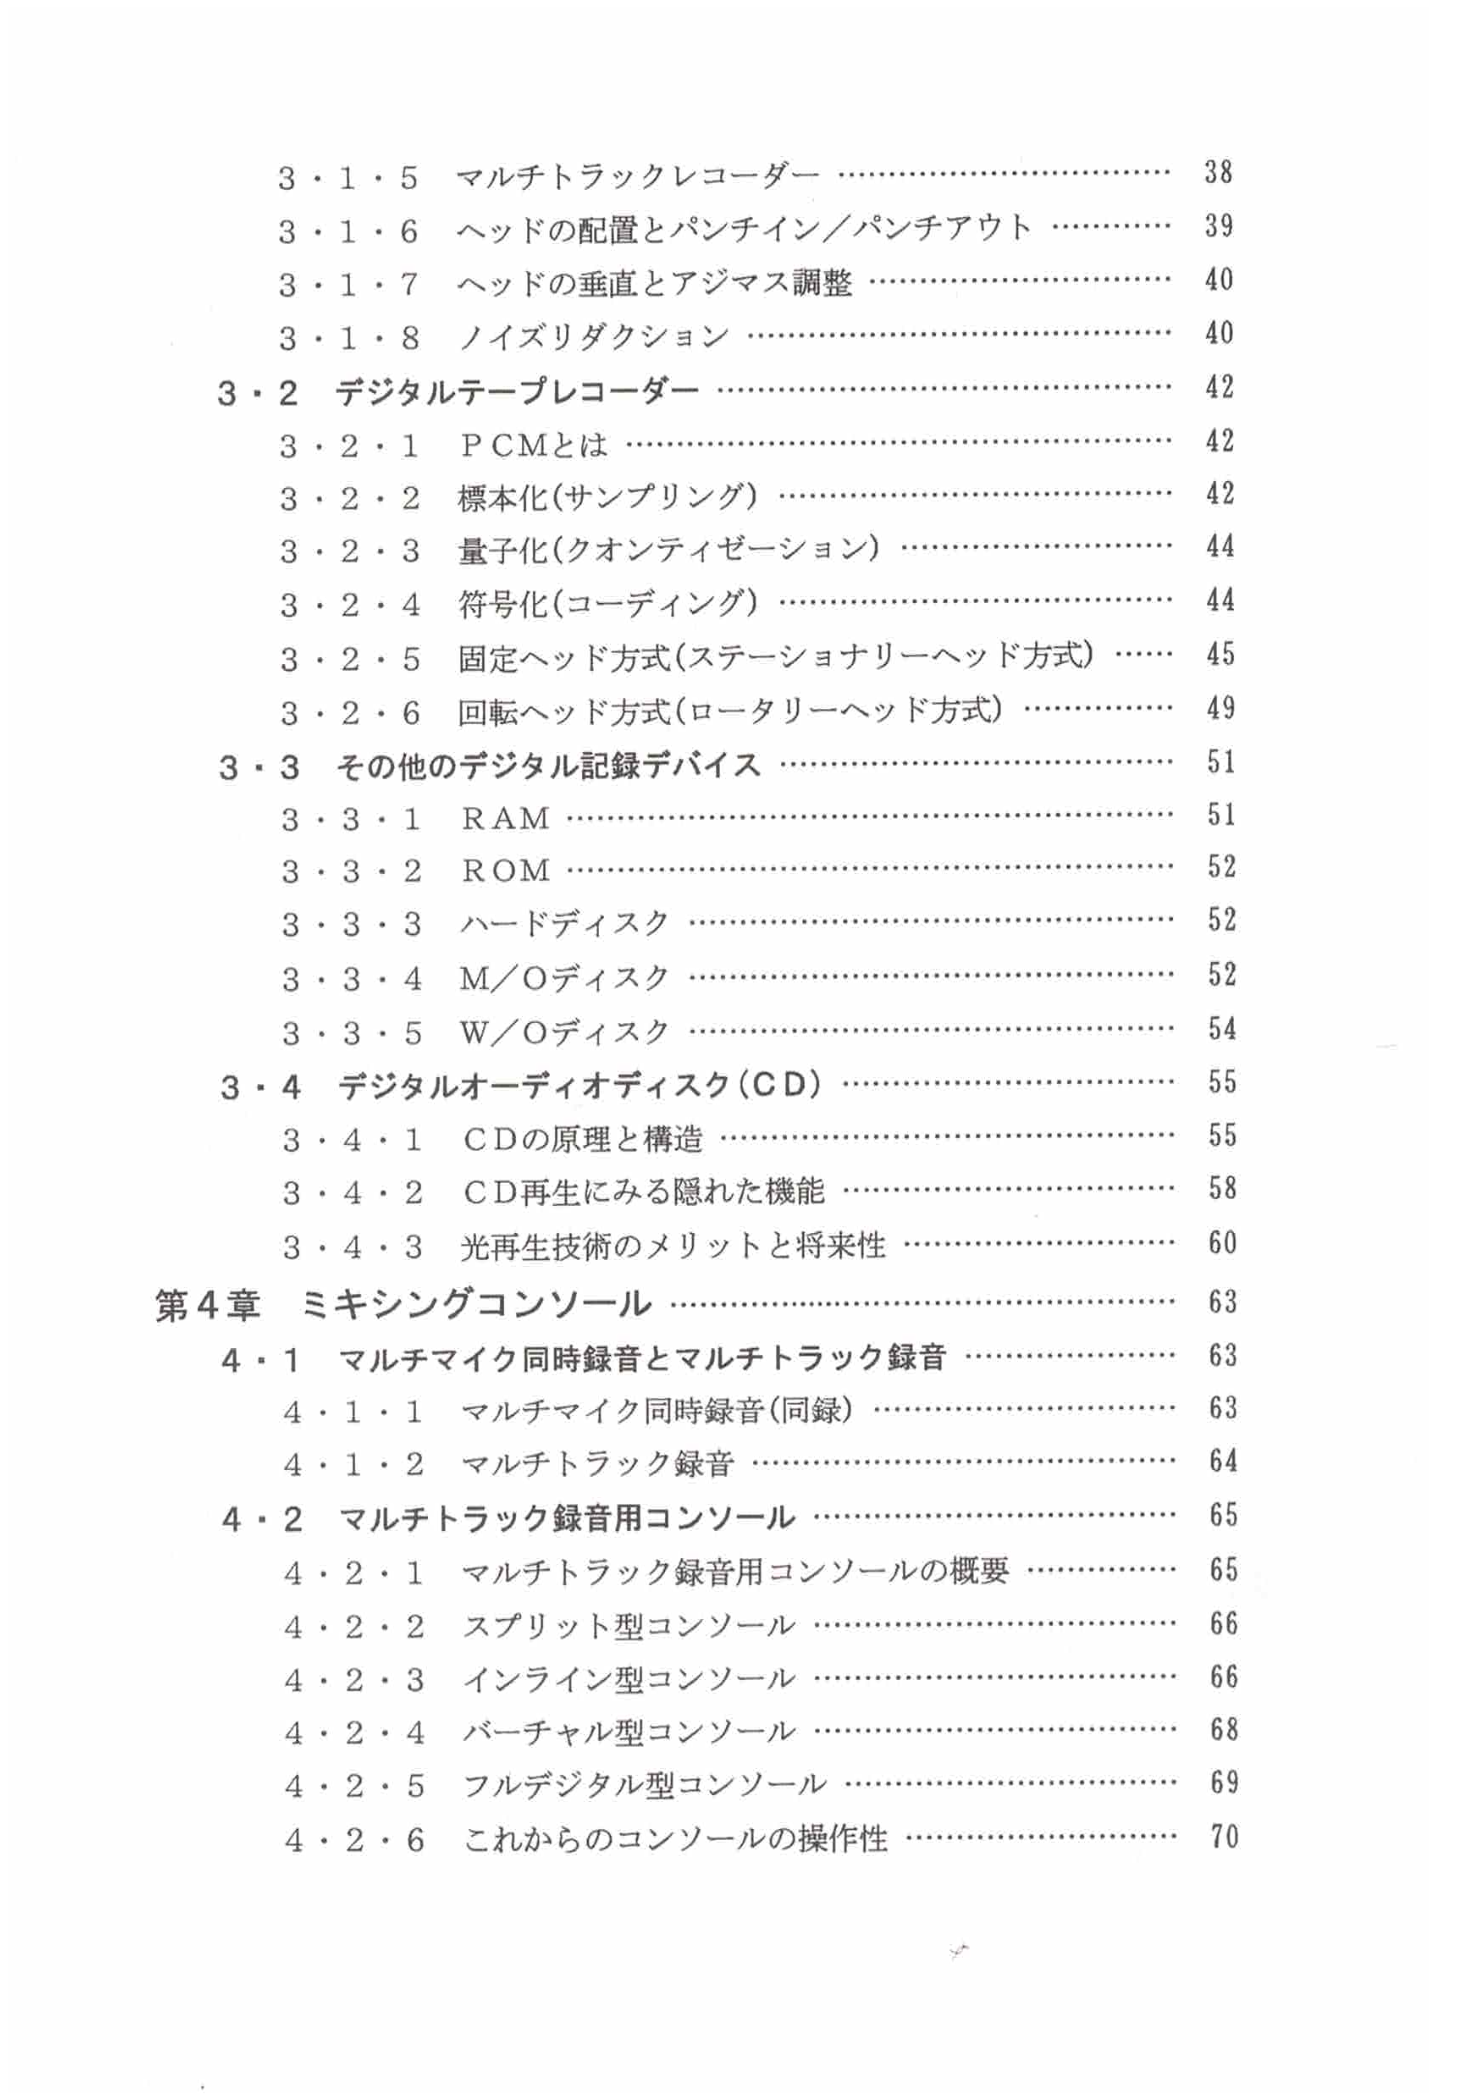 3・1・5 マルチトラックレコーダー ……………………………… 38
3・1・6 ヘッドの配置とパンチイン／パンチアウト ………… 39
3・1・7 ヘッドの垂直とアジマス調整 ………………………… 40
3・1・8 ノイズリダクション …………………………………… 40
3・2 デジタルテープレコーダー ……………………………………… 42
3・2・1 PCMとは ……………………………………………… 42
3・2・2 標本化(サンプリング) ………………………………… 42
3・2・3 量子化(クオンティゼーション) ……………………… 44
3・2・4 符号化(コーディング) ………………………………… 44
3・2・5 固定ヘッド方式(ステーショナリーヘッド方式) …… 45
3・2・6 回転ヘッド方式(ロータリーヘッド方式) …………… 49
3・3 その他のデジタル記録デバイス ………………………………… 51
3・3・1 RAM …………………………………………………… 51
3・3・2 ROM …………………………………………………… 52
3・3・3 ハードディスク ………………………………………… 52
3・3・4 M／Oディスク ………………………………………… 52
3・3・5 W／Oディスク ………………………………………… 54
3・4 デジタルオーディオディスク(CD) …………………………… 55
3・4・1 CDの原理と構造 ……………………………………… 55
3・4・2 CD再生にみる隠れた機能 …………………………… 58
3・4・3 光再生技術のメリットと将来性 ……………………… 60
第4章 ミキシングコンソール …………………………………………… 63
4・1 マルチマイク同時録音とマルチトラック録音 ………………… 63
4・1・1 マルチマイク同時録音(同録) ………………………… 63
4・1・2 マルチトラック録音 …………………………………… 64
4・2 マルチトラック録音用コンソール ……………………………… 65
4・2・1 マルチトラック録音用コンソールの概要 …………… 65
4・2・2 スプリット型コンソール ……………………………… 66
4・2・3 インライン型コンソール ……………………………… 66
4・2・4 バーチャル型コンソール ……………………………… 68
4・2・5 フルデジタル型コンソール …………………………… 69
4・2・6 これからのコンソールの操作性 ……………………… 70